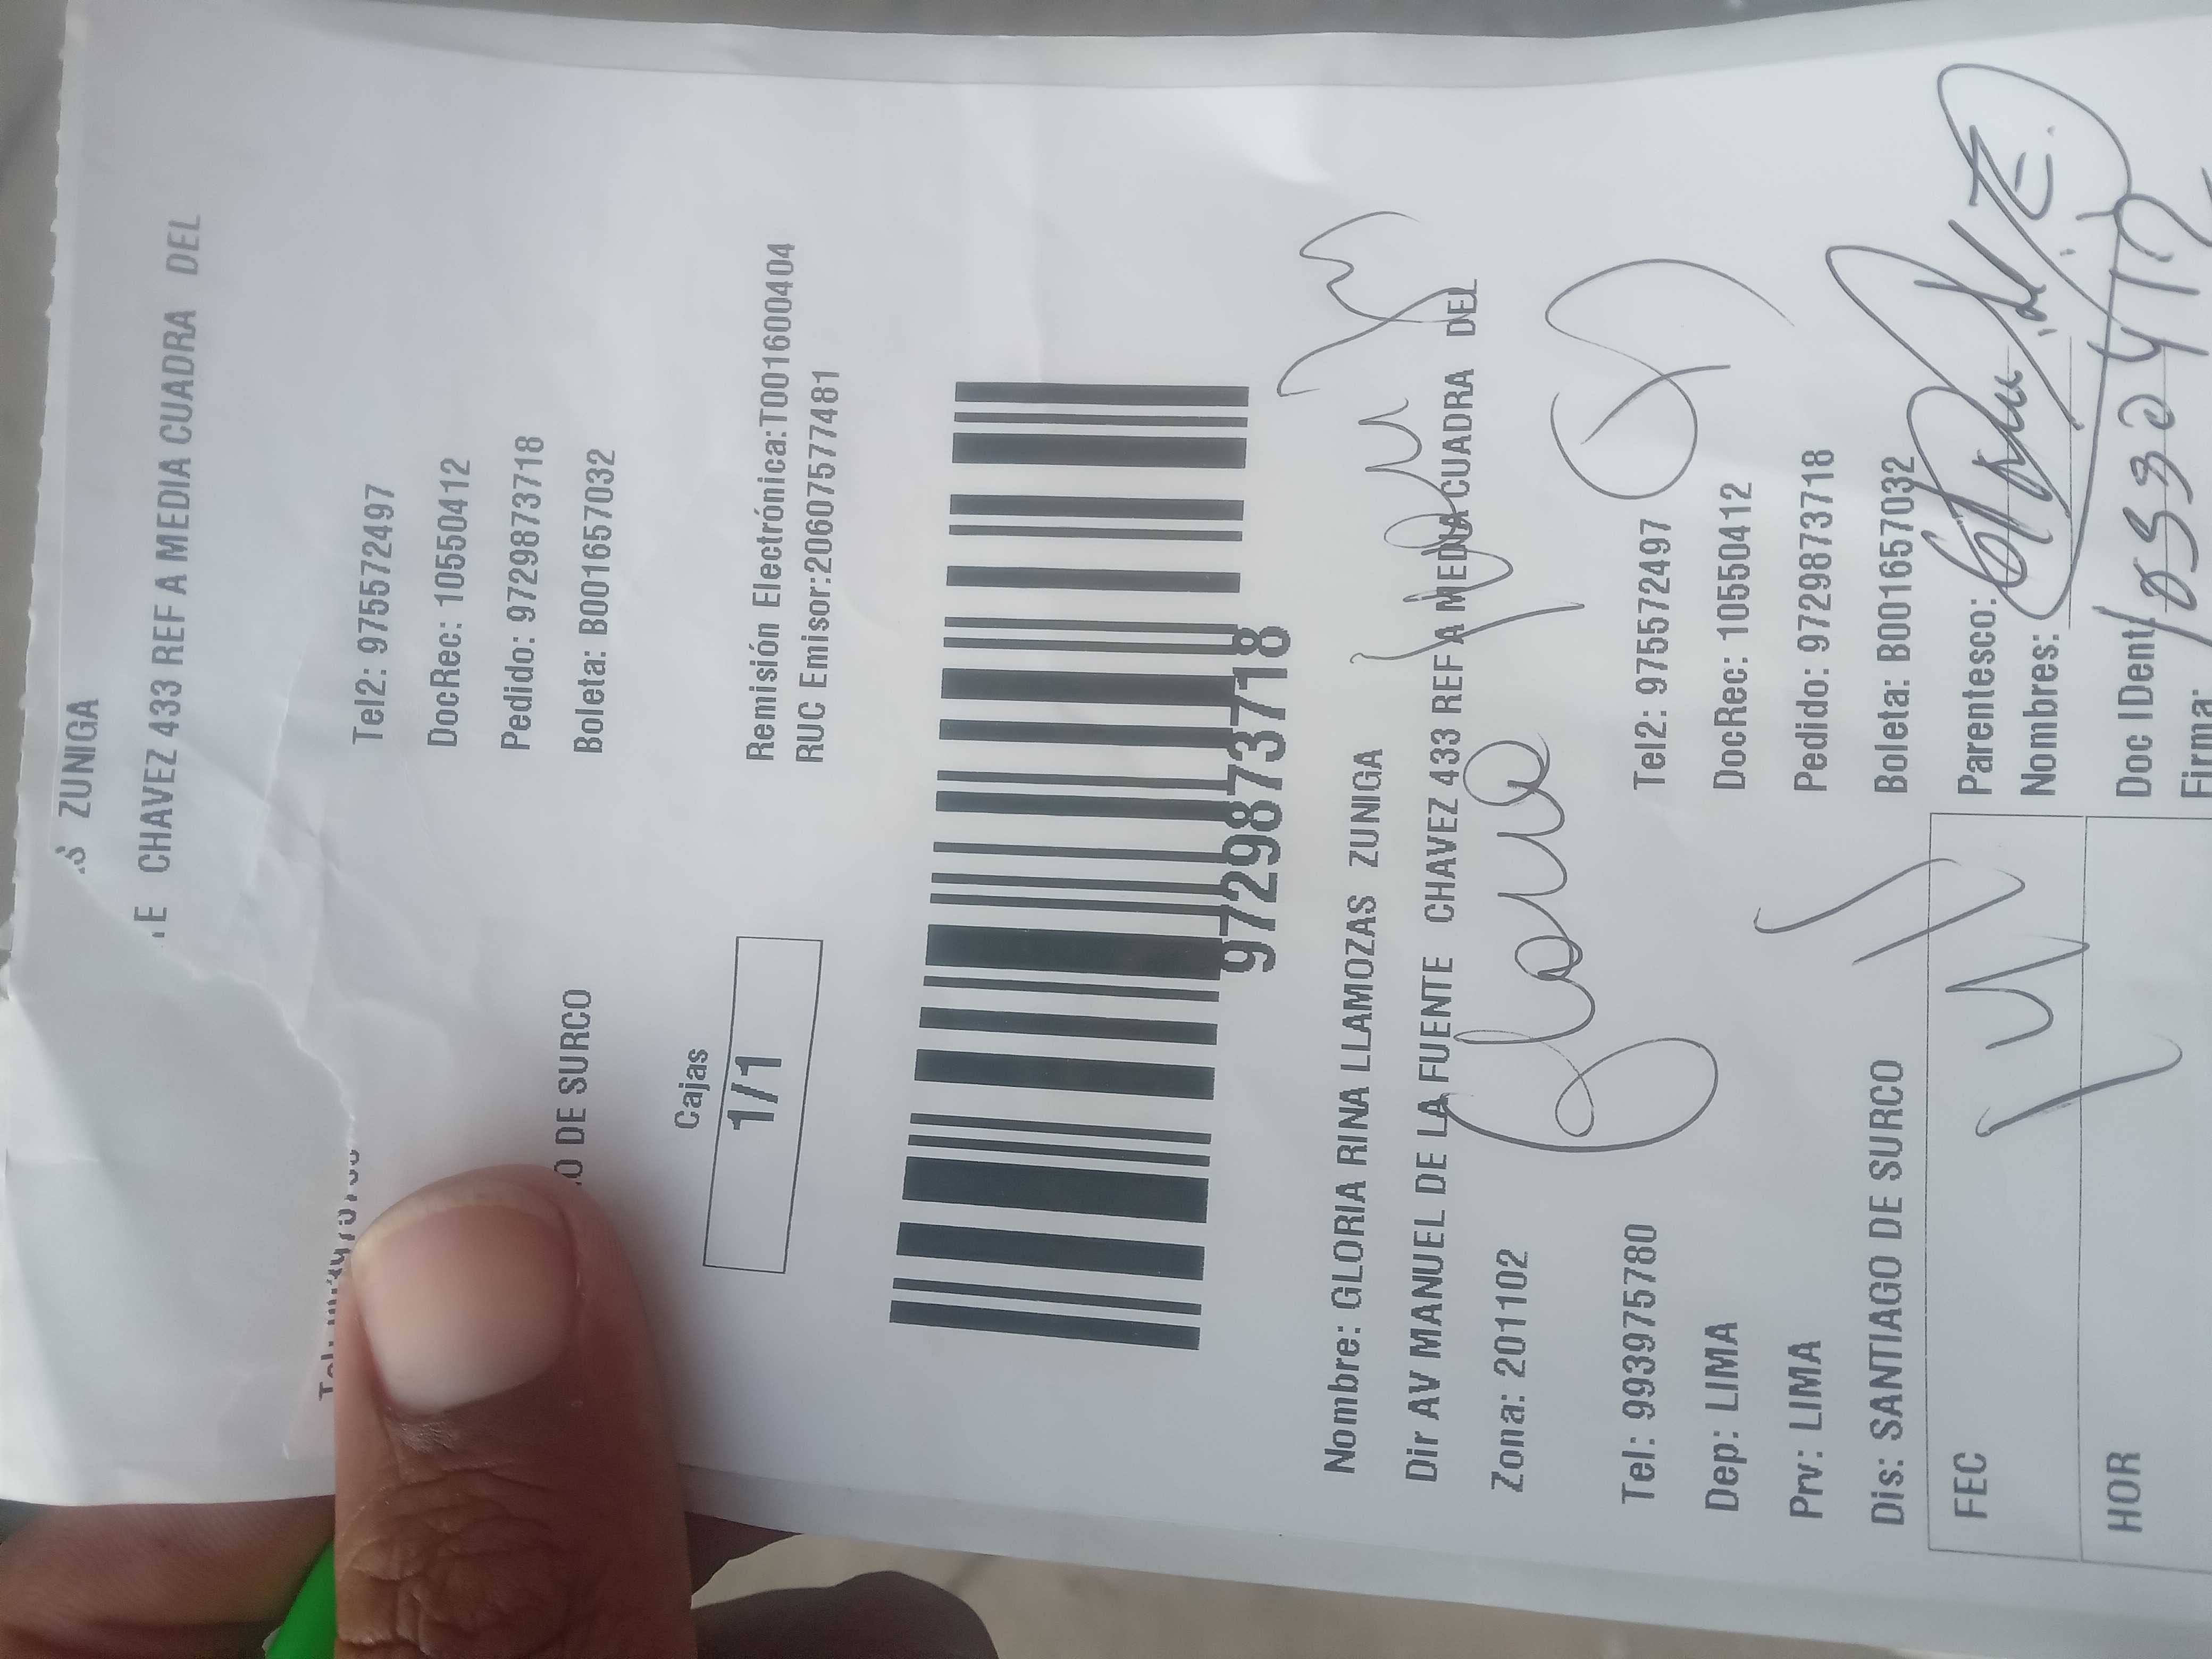 ZUNIGA
CHAVEZ 433 REF A MEDIA CUADRA DEL
Tel2: 975572497
DocRec: 10550412
Pedido: 9729873718
DE SURCO
Boleta: B001657032
Cajas
1/1
Remisión Electrónica:T001600404
RUC Emisor:20607577481
9729873718
Nombre: GLORIA RINA LLAMOZAS ZUNIGA
Dir AV MANUEL DE LA FUENTE CHAVEZ 433 REF A MEDIA CUADRA DEL
Zona: 201102
Tel: 993975780
Tel2: 975572497
Dep: LIMA
DocRec: 10550412
Prv: LIMA
Pedido: 9729873718
Dis: SANTIAGO DE SURCO
Boleta: B001657032
FEC
Parentesco:
Nombres:
HOR
Doc IDent
Firma: